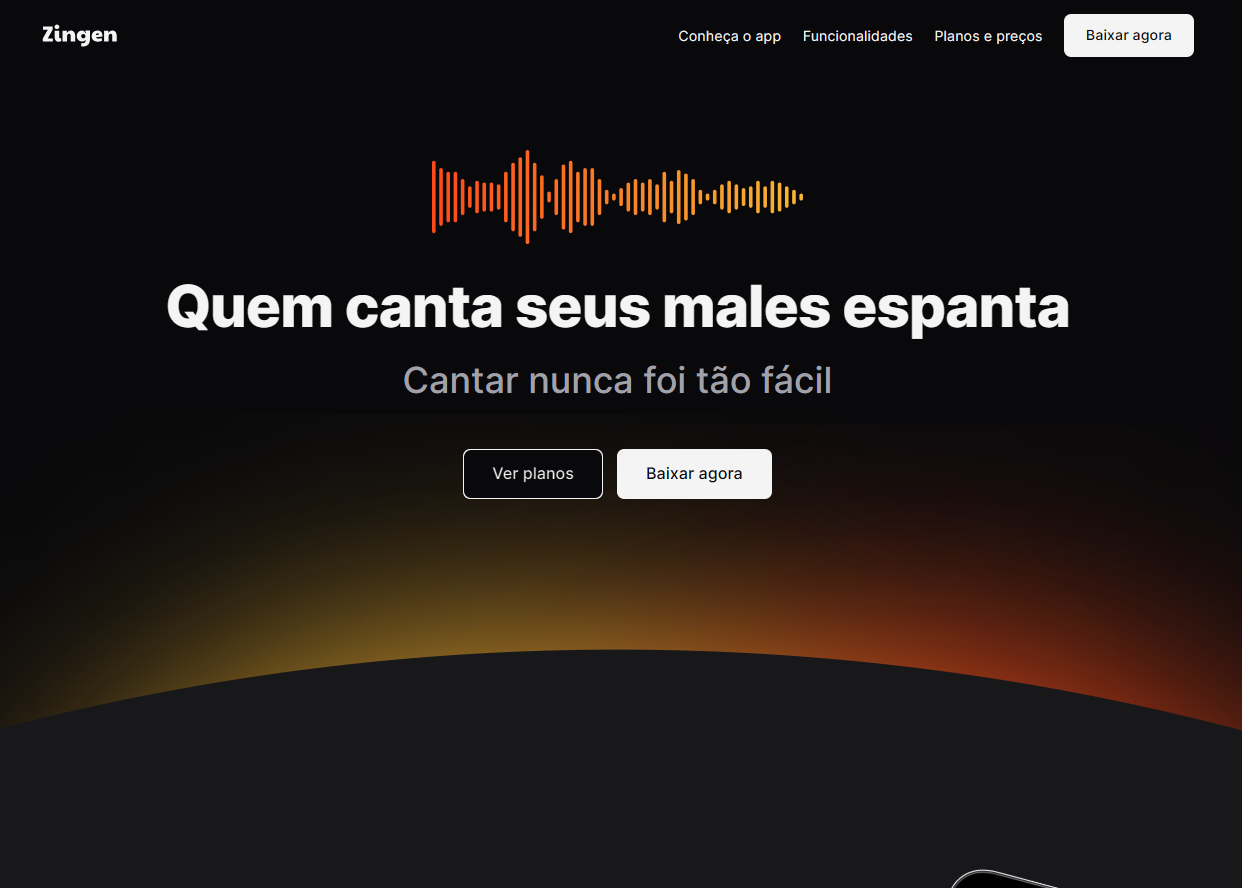 Zingen
Conheça o app
Funcionalidades
Planos e preços
Baixar agora
Quem canta seus males espanta
Cantar nunca foi tão fácil
Ver planos
Baixar agora